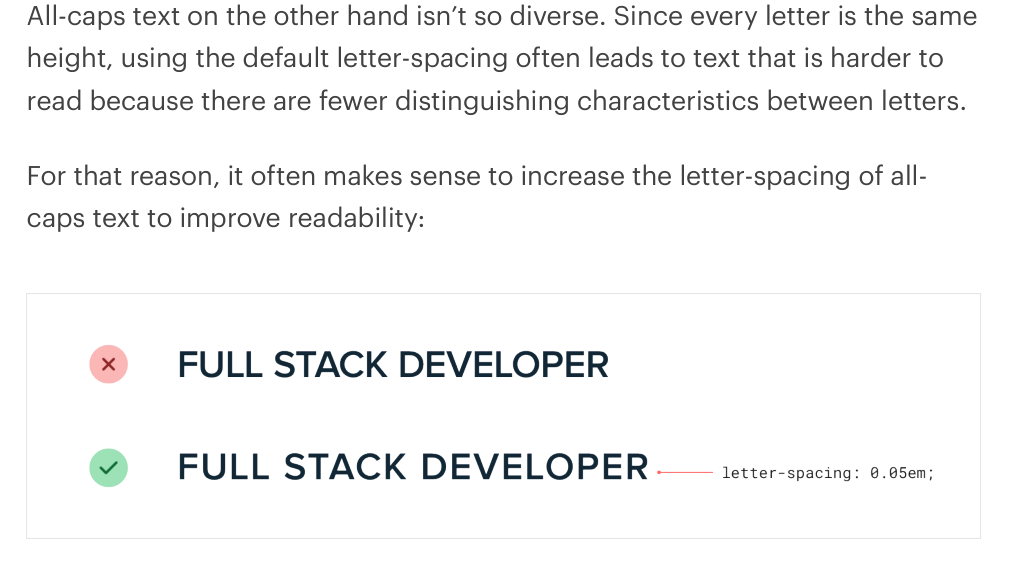 All-caps text on the other hand isn’t so diverse. Since every letter is the same
height, using the default letter-spacing often leads to text that is harder to
read because there are fewer distinguishing characteristics between letters.
For that reason, it often makes sense to increase the letter-spacing of all-
caps text to improve readability:
FULL STACK DEVELOPER
FULL STACK DEVELOPER letter-spacing: 0.05em;